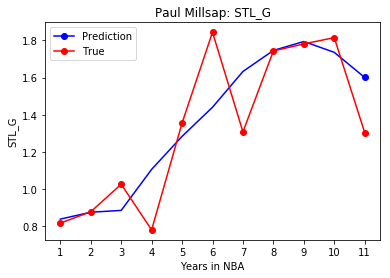 Paul Millsap: STL_G
Prediction
True
1.8
1.6
1.4
1.2
1.0
0.8
STL_G
1 2 3 4 5 6 7 8 9 10 11
Years in NBA